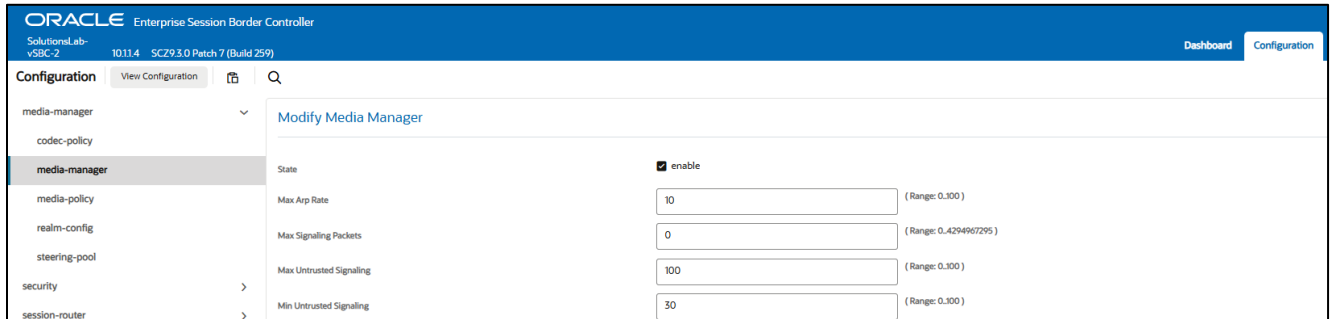 ORACLE Enterprise Session Border Controller
SolutionsLab-
vSBC-2 10.1.1.4 SCZ9.3.0 Patch 7 (Build 259)
Dashboard Configuration
Configuration View Configuration
media-manager
codec-policy
media-manager
media-policy
realm-config
steering-pool
security
session-router
Modify Media Manager
State enable
Max Arp Rate 10 ( Range: 0..100 )
Max Signaling Packets 0 ( Range: 0..4294967295 )
Max Untrusted Signaling 100 ( Range: 0..100 )
Min Untrusted Signaling 30 ( Range: 0..100 )